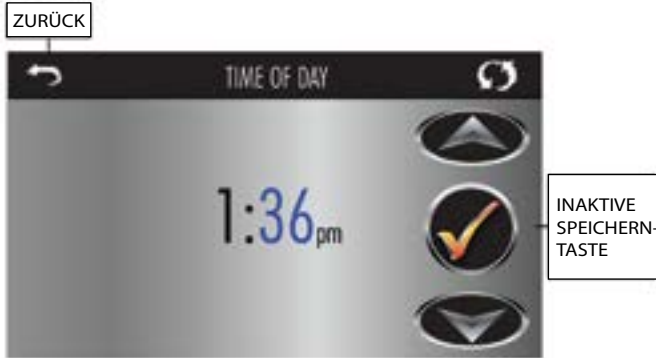 ZURÜCK
TIME OF DAY
1:36pm
INAKTIVE
SPEICHERN-
TASTE